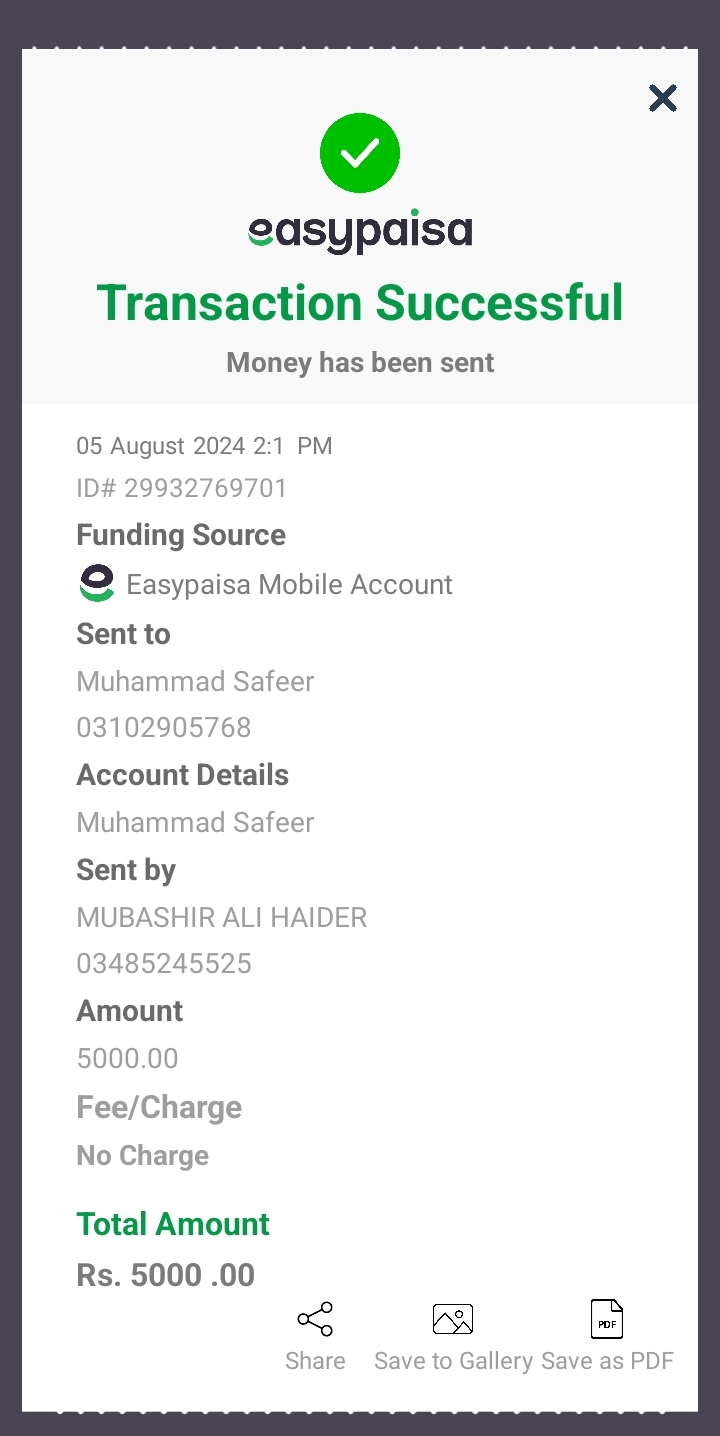 easypaisa
Transaction Successful
Money has been sent
05 August 2024 2:1 PM
ID# 29932769701
Funding Source
Easypaisa Mobile Account
Sent to
Muhammad Safeer
03102905768
Account Details
Muhammad Safeer
Sent by
MUBASHIR ALI HAIDER
03485245525
Amount
5000.00
Fee/Charge
No Charge
Total Amount
Rs. 5000 .00
PDF
Share Save to Gallery Save as PDF